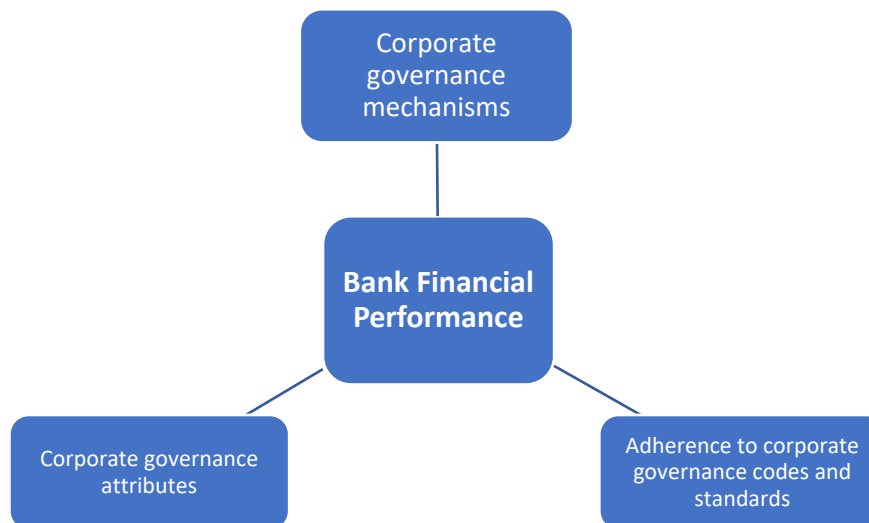 Corporate
governance
mechanisms
Bank Financial
Performance
Corporate governance
attributes
Adherence to corporate
governance codes and
standards